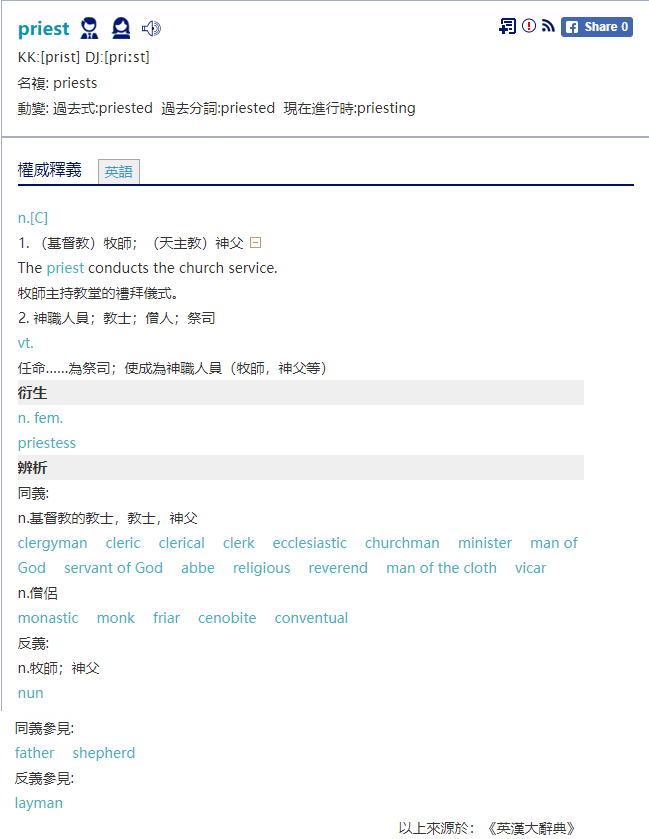 priest
Share 0
KK:[prist] DJ:[pri:st]
名複: priests
動變: 過去式:priested 過去分詞:priested 現在進行時:priesting
權威釋義 英語
n.[C]
1. （基督教）牧師；（天主教）神父
The priest conducts the church service.
牧師主持教堂的禮拜儀式。
2. 神職人員；教士；僧人；祭司
vt.
任命……為祭司；使成為神職人員（牧師，神父等）
衍生
n. fem.
priestess
辨析
同義:
n.基督教的教士，教士，神父
clergyman cleric clerical clerk ecclesiastic churchman minister man of
God servant of God abbe religious reverend man of the cloth vicar
n.僧侶
monastic monk friar cenobite conventual
反義:
n.牧師；神父
nun
同義參見:
father shepherd
反義參見:
layman
以上來源於：《英漢大辭典》